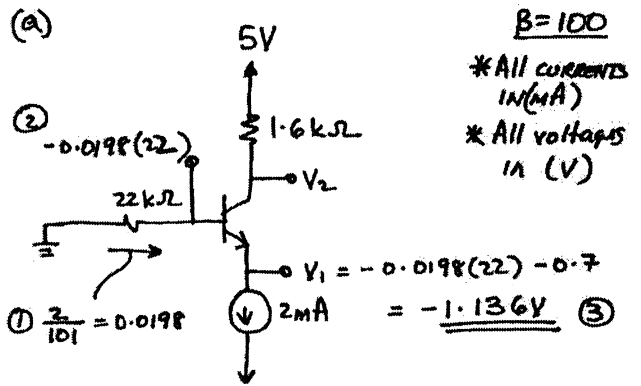 (a)
β=100
5V
*All currents
in(mA)
* All voltages
in (V)
②
-0.0198(22)
1.6kΩ
V₂
22kΩ
V₁ = -0.0198(22) -0.7
① 2/101 = 0.0198
2mA
= -1.136V ③